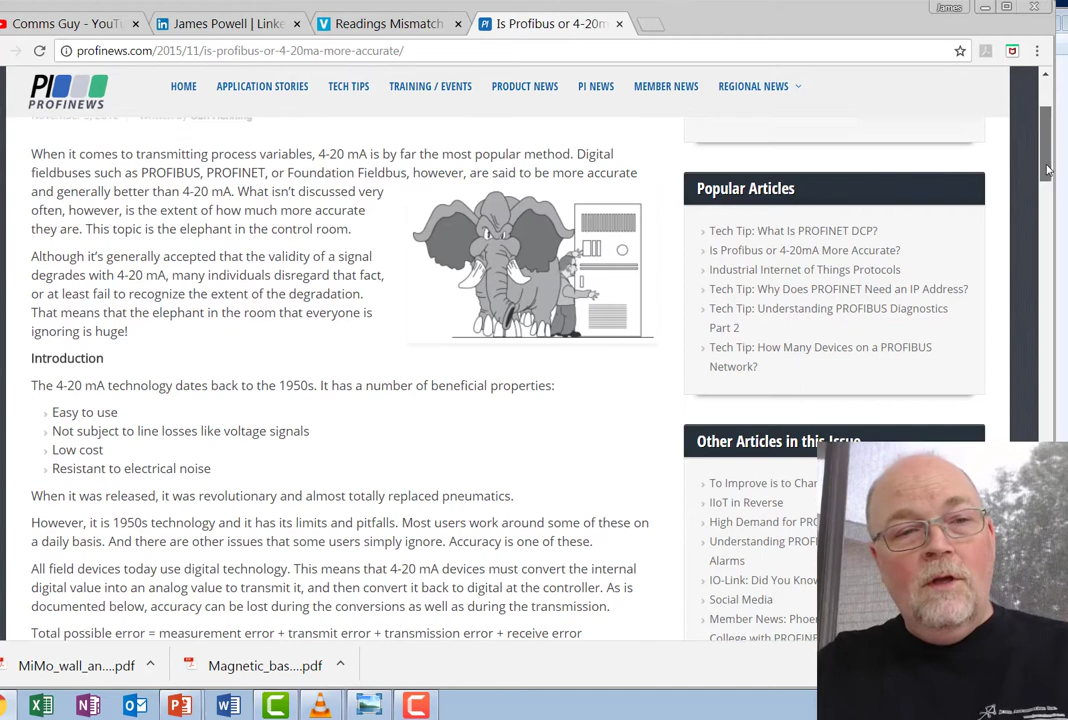 Comms Guy - YouT
James Powell | Linke
Readings Mismatch
Is Profibus or 4-20m
James
profinews.com/2015/11/is-profibus-or-4-20ma-more-accurate/
PI
PROFINEWS
HOME
APPLICATION STORIES
TECH TIPS
TRAINING / EVENTS
PRODUCT NEWS
PI NEWS
MEMBER NEWS
REGIONAL NEWS
When it comes to transmitting process variables, 4-20 mA is by far the most popular method. Digital
fieldbuses such as PROFIBUS, PROFINET, or Foundation Fieldbus, however, are said to be more accurate
and generally better than 4-20 mA. What isn't discussed very
often, however, is the extent of how much more accurate
they are. This topic is the elephant in the control room.
Although it's generally accepted that the validity of a signal
degrades with 4-20 mA, many individuals disregard that fact,
or at least fail to recognize the extent of the degradation.
That means that the elephant in the room that everyone is
ignoring is huge!
Introduction
The 4-20 mA technology dates back to the 1950s. It has a number of beneficial properties:
Easy to use
Not subject to line losses like voltage signals
Low cost
Resistant to electrical noise
When it was released, it was revolutionary and almost totally replaced pneumatics.
However, it is 1950s technology and it has its limits and pitfalls. Most users work around some of these on
a daily basis. And there are other issues that some users simply ignore. Accuracy is one of these.
All field devices today use digital technology. This means that 4-20 mA devices must convert the internal
digital value into an analog value to transmit it, and then convert it back to digital at the controller. As is
documented below, accuracy can be lost during the conversions as well as during the transmission.
Total possible error = measurement error + transmit error + transmission error + receive error
Popular Articles
Tech Tip: What Is PROFINET DCP?
Is Profibus or 4-20mA More Accurate?
Industrial Internet of Things Protocols
Tech Tip: Why Does PROFINET Need an IP Address?
Tech Tip: Understanding PROFIBUS Diagnostics
Part 2
Tech Tip: How Many Devices on a PROFIBUS
Network?
Other Articles in this Issue
To Improve is to Char
IIoT in Reverse
High Demand for PRO
Understanding PROFI
Alarms
IO-Link: Did You Know
Social Media
Member News: Phoe
College with PROFINE
MiMo_wall_an....pdf
Magnetic_bas....pdf